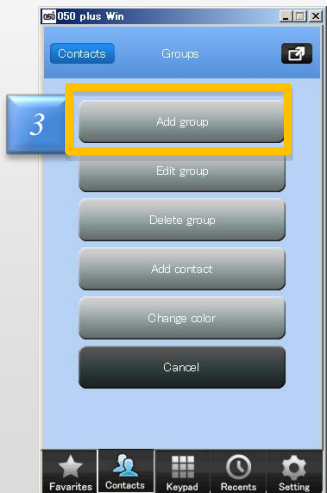 050 050 plus Win
Contacts Groups
3
Add group
Edit group
Delete group
Add contact
Change color
Cancel
Favarites Contacts Keypad Recents Setting